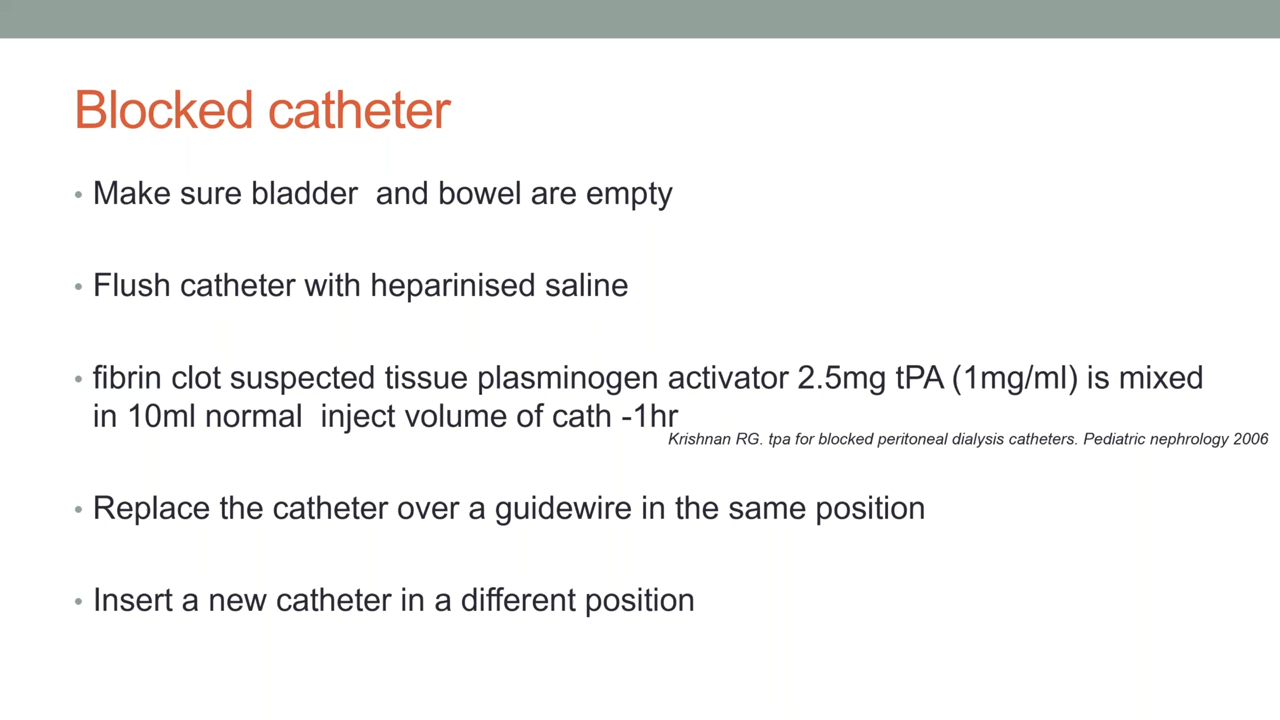 Blocked catheter
• Make sure bladder  and bowel are empty
• Flush catheter with heparinised saline
• fibrin clot suspected tissue plasminogen activator 2.5mg tPA (1mg/ml) is mixed
in 10ml normal  inject volume of cath -1hr
Krishnan RG. tpa for blocked peritoneal dialysis catheters. Pediatric nephrology 2006
• Replace the catheter over a guidewire in the same position
• Insert a new catheter in a different position